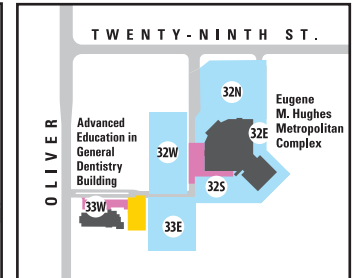 TWENTY-NINTH ST.
OLIVER
32N
Eugene
M. Hughes
Metropolitan
Complex
32E
Advanced
Education in
General
Dentistry
Building
32W
32S
33W
33E